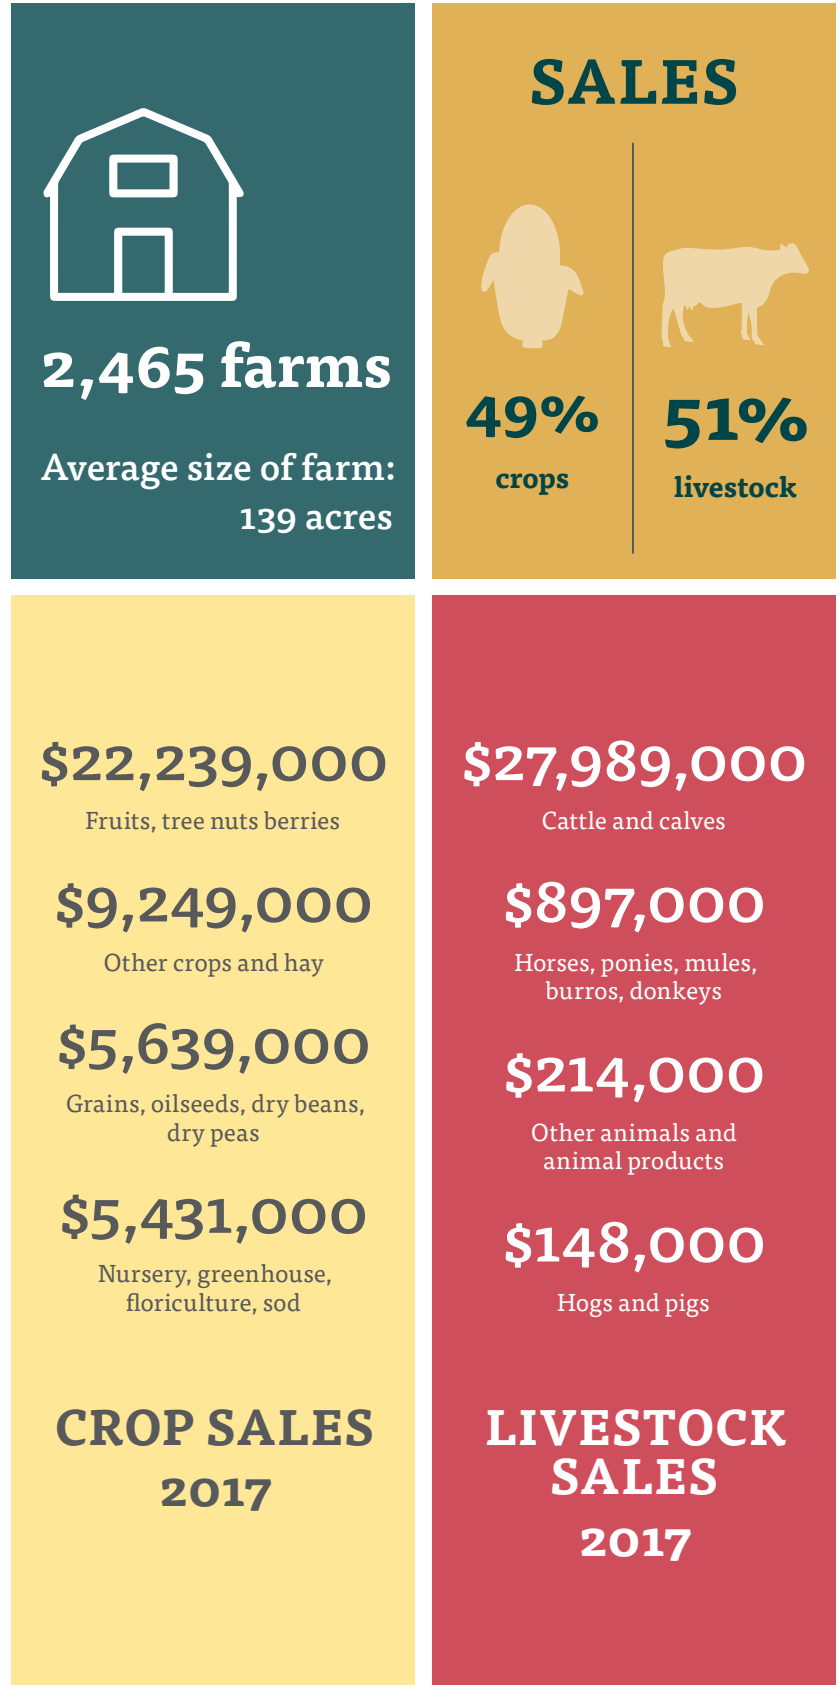 2,465 farms
Average size of farm:
139 acres
SALES
49%
crops
51%
livestock
$22,239,000
Fruits, tree nuts berries
$9,249,000
Other crops and hay
$5,639,000
Grains, oilseeds, dry beans,
dry peas
$5,431,000
Nursery, greenhouse,
floriculture, sod
CROP SALES
2017
$27,989,000
Cattle and calves
$897,000
Horses, ponies, mules,
burros, donkeys
$214,000
Other animals and
animal products
$148,000
Hogs and pigs
LIVESTOCK
SALES
2017